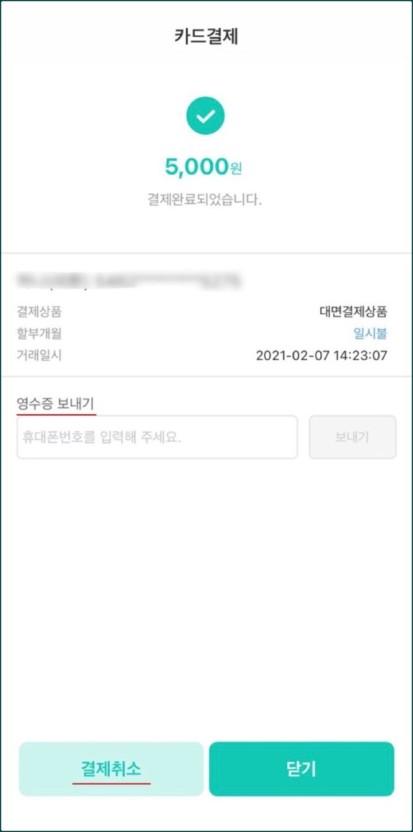 카드결제
5,000원
결제완료되었습니다.
결제상품 대면결제상품
할부개월 일시불
거래일시 2021-02-07 14:23:07
영수증 보내기
휴대폰번호를 입력해 주세요. 보내기
결제취소 닫기